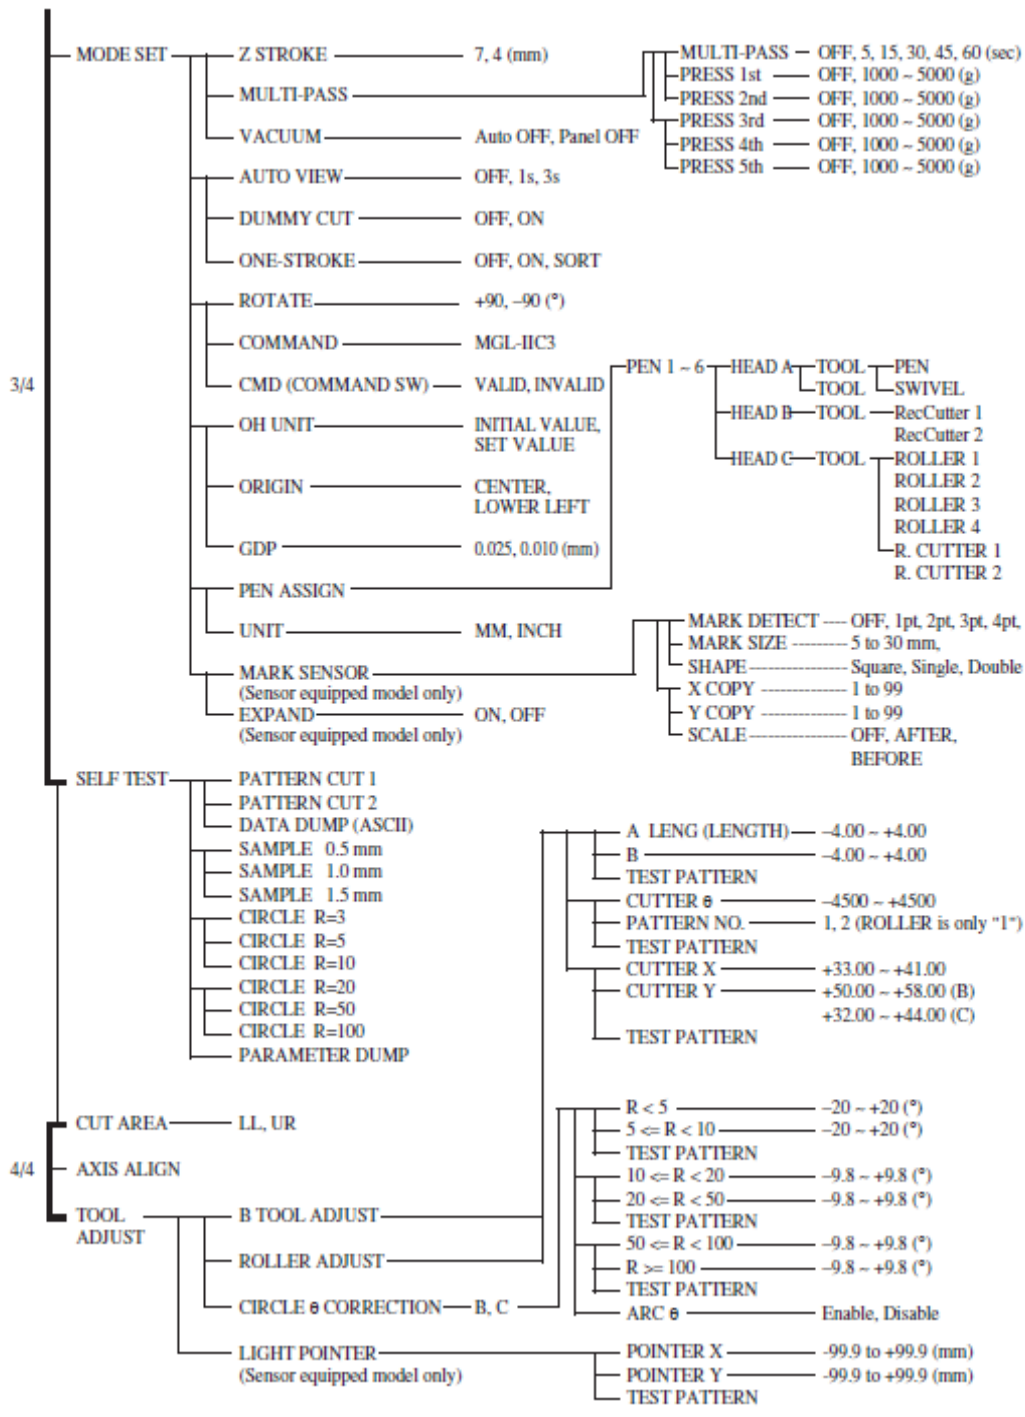 MODE SET Z STROKE 7, 4 (mm) MULTI-PASS OFF, 5, 15, 30, 45, 60 (sec)
PRESS 1st OFF, 1000 ~ 5000 (g)
MULTI-PASS PRESS 2nd OFF, 1000 ~ 5000 (g)
PRESS 3rd OFF, 1000 ~ 5000 (g)
VACUUM Auto OFF, Panel OFF PRESS 4th OFF, 1000 ~ 5000 (g)
PRESS 5th OFF, 1000 ~ 5000 (g)
AUTO VIEW OFF, 1s, 3s
DUMMY CUT OFF, ON
ONE-STROKE OFF, ON, SORT
ROTATE +90, –90 (°)
COMMAND MGL-IIC3
PEN 1 ~ 6 HEAD A TOOL PEN
3/4 CMD (COMMAND SW) VALID, INVALID TOOL SWIVEL
HEAD B TOOL RecCutter 1
OH UNIT INITIAL VALUE, RecCutter 2
SET VALUE
HEAD C TOOL ROLLER 1
ROLLER 2
ORIGIN CENTER, ROLLER 3
LOWER LEFT
ROLLER 4
GDP 0.025, 0.010 (mm) R. CUTTER 1
R. CUTTER 2
PEN ASSIGN
MARK DETECT OFF, 1pt, 2pt, 3pt, 4pt,
UNIT MM, INCH MARK SIZE 5 to 30 mm,
MARK SENSOR SHAPE Square, Single, Double
(Sensor equipped model only) X COPY 1 to 99
EXPAND ON, OFF Y COPY 1 to 99
(Sensor equipped model only) SCALE OFF, AFTER,
BEFORE
SELF TEST PATTERN CUT 1
PATTERN CUT 2
DATA DUMP (ASCII) A LENG (LENGTH) –4.00 ~ +4.00
SAMPLE 0.5 mm B –4.00 ~ +4.00
SAMPLE 1.0 mm TEST PATTERN
SAMPLE 1.5 mm CUTTER θ –4500 ~ +4500
CIRCLE R=3 PATTERN NO. 1, 2 (ROLLER is only "1")
CIRCLE R=5 TEST PATTERN
CIRCLE R=10 CUTTER X +33.00 ~ +41.00
CIRCLE R=20 CUTTER Y +50.00 ~ +58.00 (B)
CIRCLE R=50 +32.00 ~ +44.00 (C)
CIRCLE R=100 TEST PATTERN
PARAMETER DUMP
R < 5 –20 ~ +20 (°)
CUT AREA LL, UR 5 <= R < 10 –20 ~ +20 (°)
TEST PATTERN
4/4 AXIS ALIGN 10 <= R < 20 –9.8 ~ +9.8 (°)
20 <= R < 50 –9.8 ~ +9.8 (°)
TOOL B TOOL ADJUST TEST PATTERN
ADJUST 50 <= R < 100 –9.8 ~ +9.8 (°)
ROLLER ADJUST R >= 100 –9.8 ~ +9.8 (°)
TEST PATTERN
CIRCLE θ CORRECTION B, C ARC θ Enable, Disable
LIGHT POINTER POINTER X -99.9 to +99.9 (mm)
(Sensor equipped model only) POINTER Y -99.9 to +99.9 (mm)
TEST PATTERN